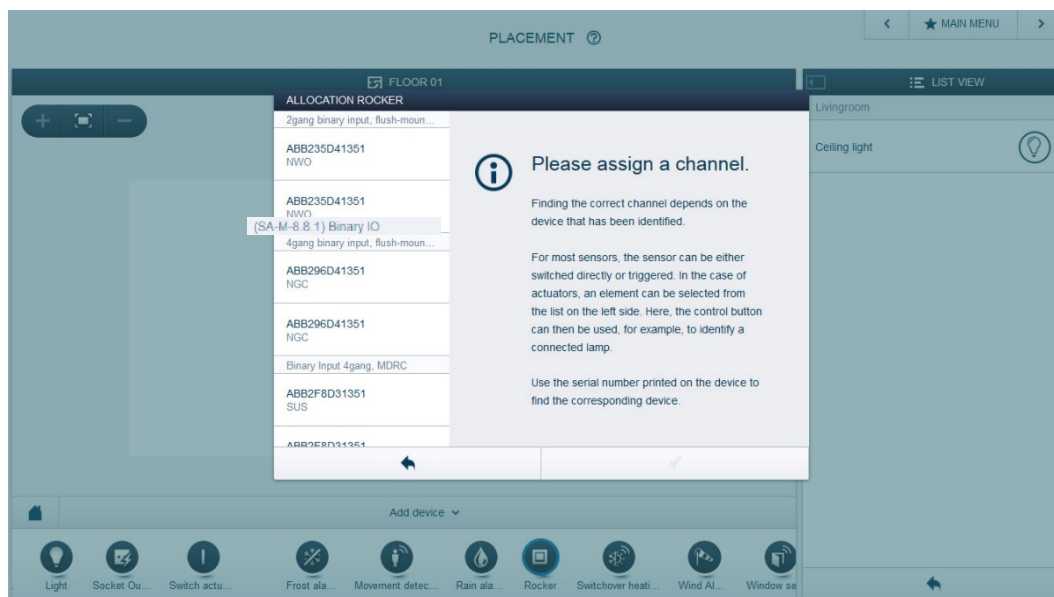 PLACEMENT
MAIN MENU
FLOOR 01
LIST VIEW
ALLOCATION ROCKER
2gang binary input, flush-moun...
ABB235D41351
NWO
ABB235D41351
NWO
(SA-M-8.8.1) Binary IO
4gang binary input, flush-moun...
ABB296D41351
NGC
ABB296D41351
NGC
Binary Input 4gang, MDRC
ABB2F8D31351
SUS
ABB2F8D31351
Please assign a channel.
Finding the correct channel depends on the
device that has been identified.
For most sensors, the sensor can be either
switched directly or triggered. In the case of
actuators, an element can be selected from
the list on the left side. Here, the control button
can then be used, for example, to identify a
connected lamp.
Use the serial number printed on the device to
find the corresponding device.
Livingroom
Ceiling light
Add device
Light
Socket Ou...
Switch actu...
Frost ala...
Movement detec...
Rain ala...
Rocker
Switchover heati...
Wind Al...
Window se